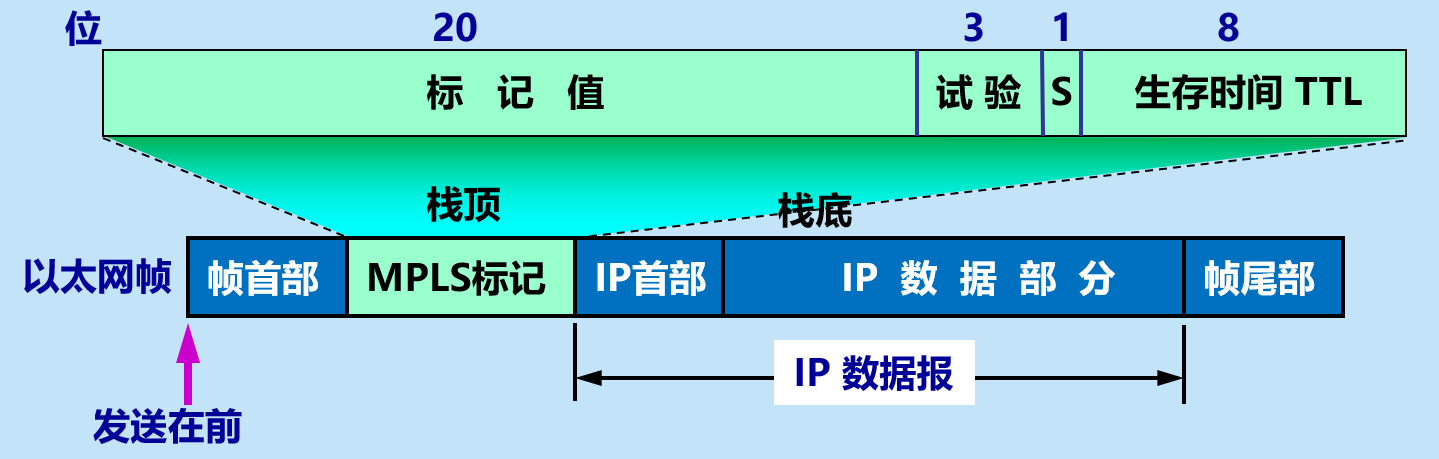 位 20 3 1 8
标 记 值 试 验 S 生存时间 TTL
栈顶 栈底
以太网帧 帧首部 MPLS标记 IP首部 IP 数 据 部 分 帧尾部
IP 数据报
发送在前